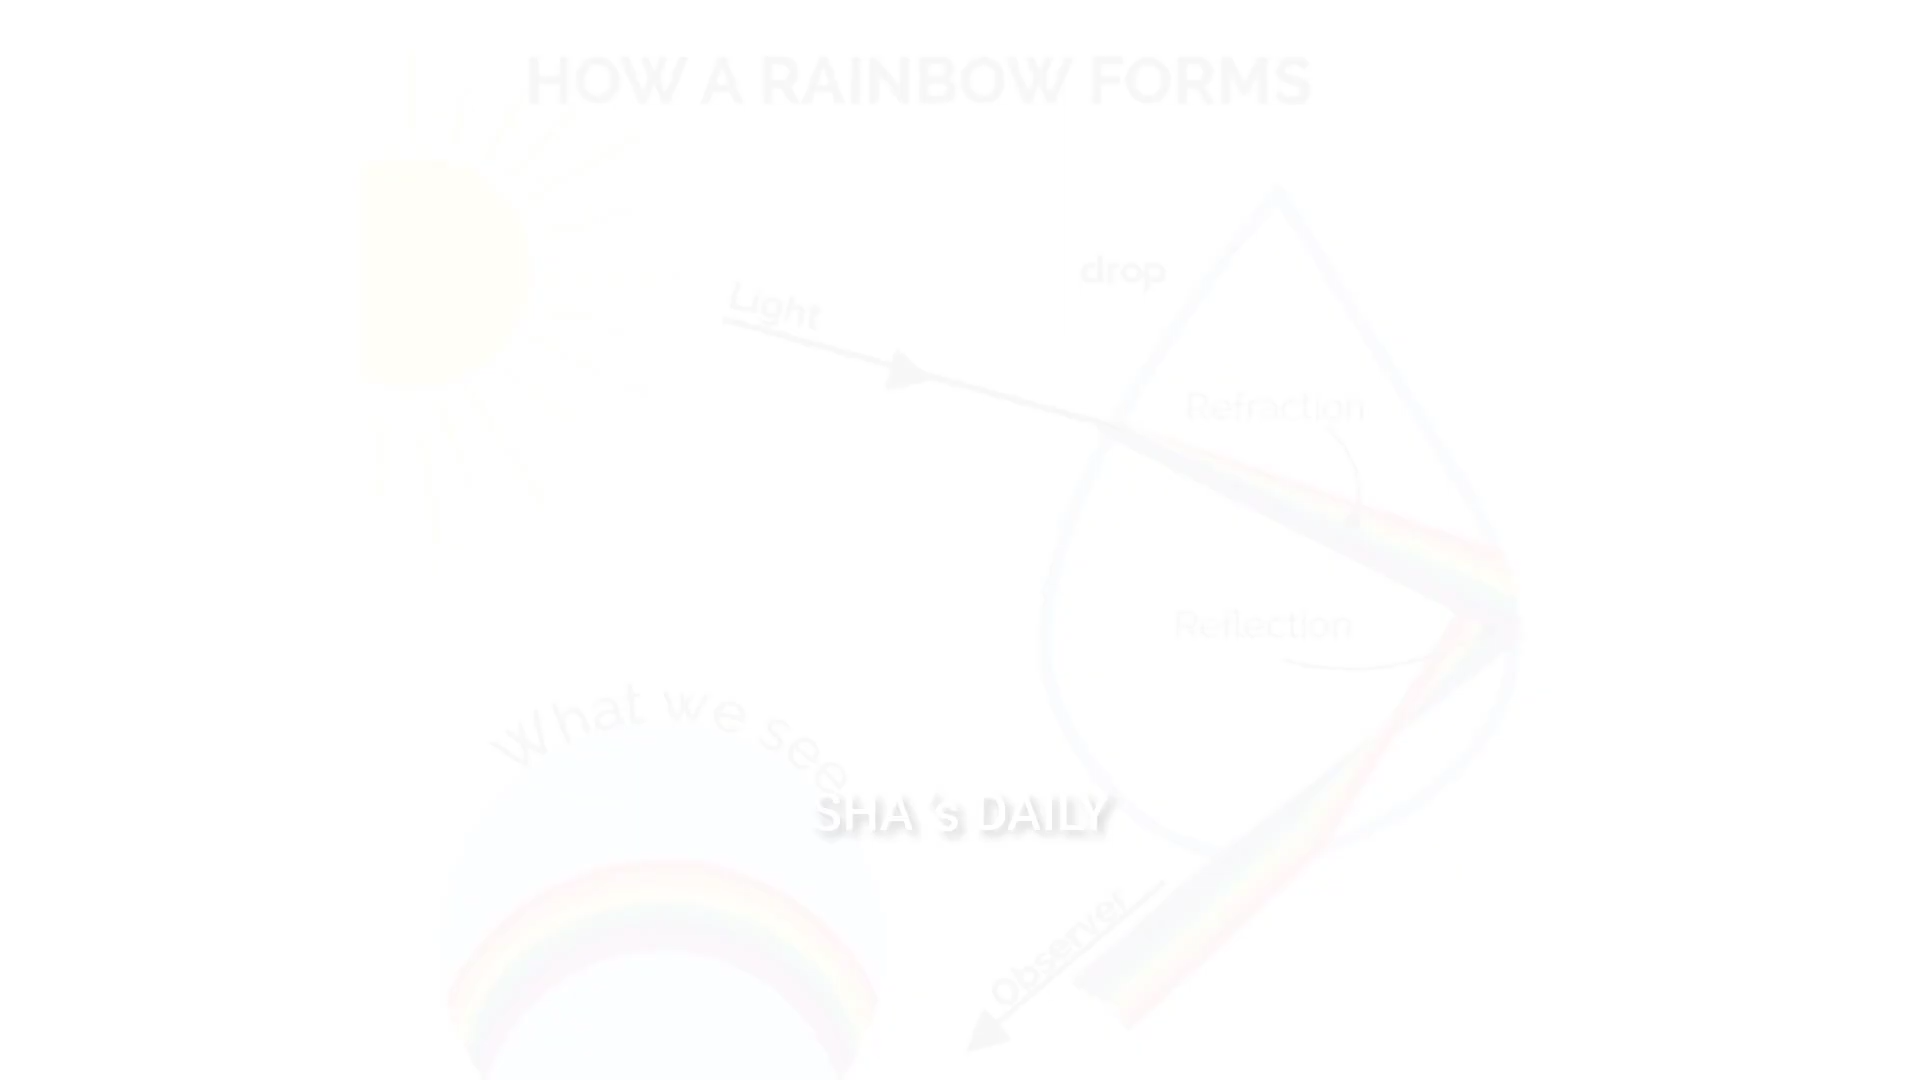 HOW A RAINBOW FORMS
drop
Light
Refraction
Reflection
What we see
SHA 's DAILY
Observer